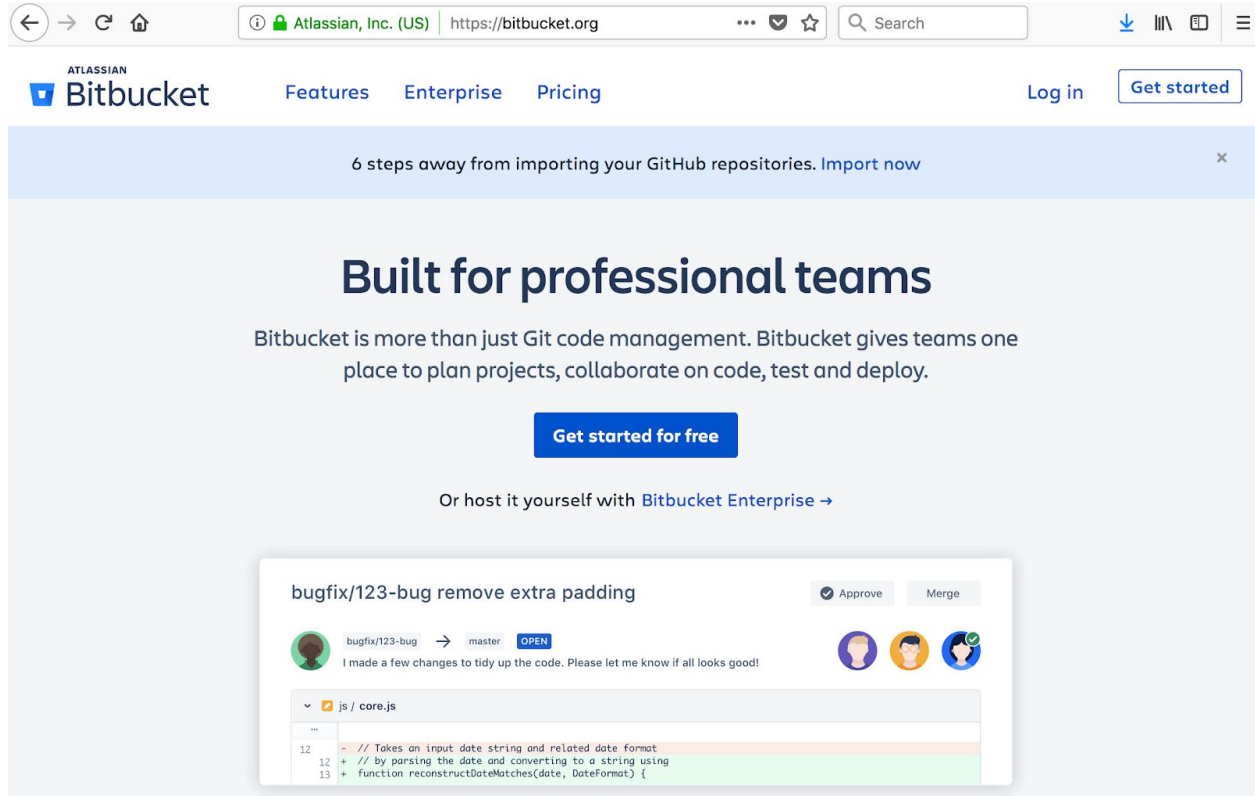 Atlassian, Inc. (US) https://bitbucket.org ••• Search
ATLASSIAN
Bitbucket Features Enterprise Pricing Log in Get started
6 steps away from importing your GitHub repositories. Import now ×
Built for professional teams
Bitbucket is more than just Git code management. Bitbucket gives teams one
place to plan projects, collaborate on code, test and deploy.
Get started for free
Or host it yourself with Bitbucket Enterprise →
bugfix/123-bug remove extra padding Approve Merge
bugfix/123-bug → master OPEN
I made a few changes to tidy up the code. Please let me know if all looks good!
js / core.js
...
12 - // Takes an input date string and related date format
12 + // by parsing the date and converting to a string using
13 + function reconstructDateMatches(date, DateFormat) {